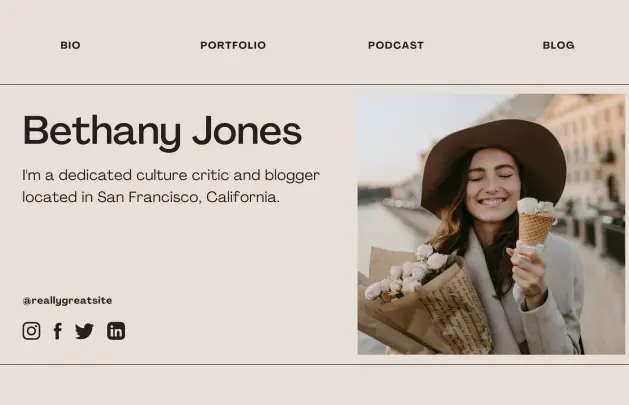 BIO
PORTFOLIO
PODCAST
BLOG
Bethany Jones
I'm a dedicated culture critic and blogger
located in San Francisco, California.
@reallygreatsite